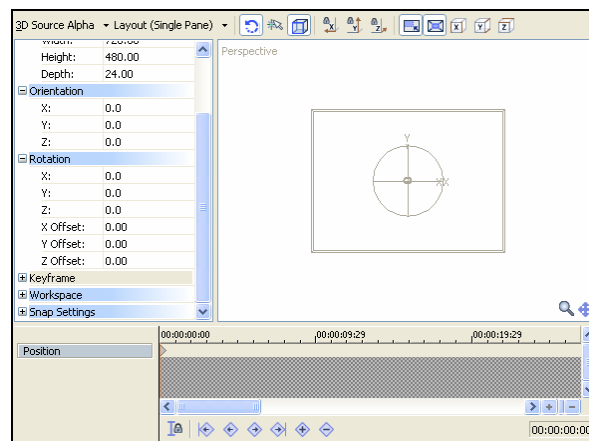 3D Source Alpha Layout (Single Pane)
Width: 720.00
Height: 480.00
Depth: 24.00
Orientation
X: 0.0
Y: 0.0
Z: 0.0
Rotation
X: 0.0
Y: 0.0
Z: 0.0
X Offset: 0.00
Y Offset: 0.00
Z Offset: 0.00
Keyframe
Workspace
Snap Settings
Perspective
Y
X
00:00:00:00 00:00:09:29 00:00:19:29
Position
00:00:00:00